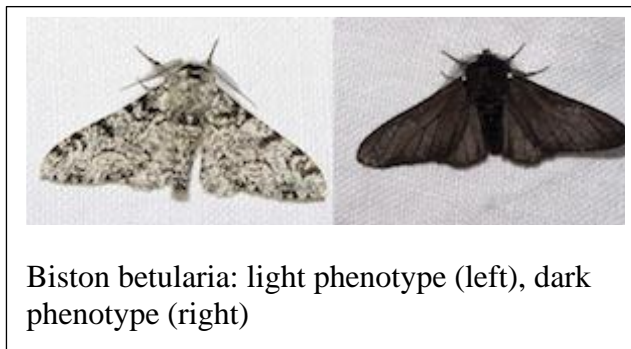 Biston betularia: light phenotype (left), dark
phenotype (right)